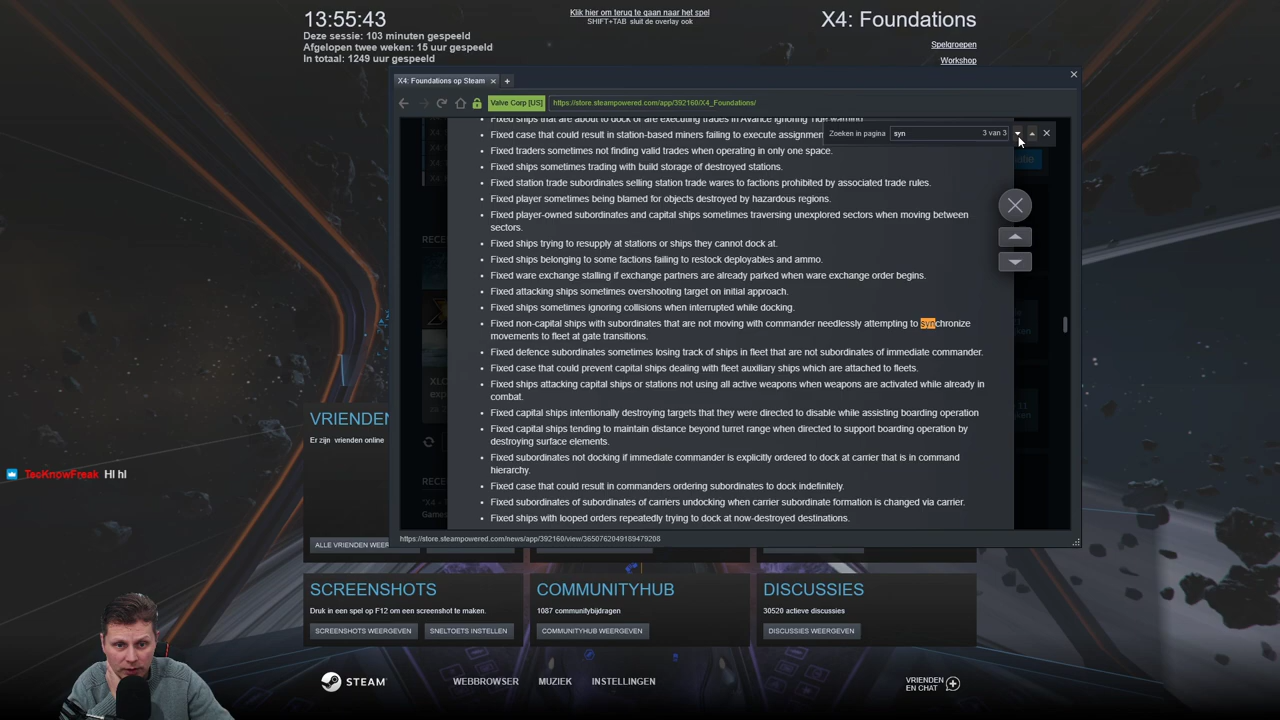 13:55:43
Deze sessie: 103 minuten gespeeld
Afgelopen twee weken: 15 uur gespeeld
In totaal: 1249 uur gespeeld
Klik hier om terug te gaan naar het spel
SHIFT+TAB sluit de overlay ook
X4: Foundations
Spelgroepen
Workshop
X4: Foundations op Steam
Valve Corp [US]
https://store.steampowered.com/app/392160/X4_Foundations/
Zoeken in pagina syn 3 van 3
Fixed case that could result in station-based miners failing to execute assignmen
Fixed traders sometimes not finding valid trades when operating in only one space.
Fixed ships sometimes trading with build storage of destroyed stations.
Fixed station trade subordinates selling station trade wares to factions prohibited by associated trade rules.
Fixed player sometimes being blamed for objects destroyed by hazardous regions.
Fixed player-owned subordinates and capital ships sometimes traversing unexplored sectors when moving between
sectors.
Fixed ships trying to resupply at stations or ships they cannot dock at.
Fixed ships belonging to some factions failing to restock deployables and ammo.
Fixed ware exchange stalling if exchange partners are already parked when ware exchange order begins.
Fixed attacking ships sometimes overshooting target on initial approach.
Fixed ships sometimes ignoring collisions when interrupted while docking.
Fixed non-capital ships with subordinates that are not moving with commander needlessly attempting to synchronize
movements to fleet at gate transitions.
Fixed defence subordinates sometimes losing track of ships in fleet that are not subordinates of immediate commander.
Fixed case that could prevent capital ships dealing with fleet auxiliary ships which are attached to fleets.
Fixed ships attacking capital ships or stations not using all active weapons when weapons are activated while already in
combat.
Fixed capital ships intentionally destroying targets that they were directed to disable while assisting boarding operation
Fixed capital ships tending to maintain distance beyond turret range when directed to support boarding operation by
destroying surface elements.
Fixed subordinates not docking if immediate commander is explicitly ordered to dock at carrier that is in command
hierarchy.
Fixed case that could result in commanders ordering subordinates to dock indefinitely.
Fixed subordinates of subordinates of carriers undocking when carrier subordinate formation is changed via carrier.
Fixed ships with looped orders repeatedly trying to dock at now-destroyed destinations.
https://store.steampowered.com/news/app/392160/view/3650762049189479208
VRIENDEN
Er zijn vrienden online
ALLE VRIENDEN WEER
TecKnowFreak HI hi
SCREENSHOTS
Druk in een spel op F12 om een screenshot te maken.
SCREENSHOTS WEERGEVEN
SNELTOETS INSTELLEN
COMMUNITYHUB
1087 communitybijdragen
COMMUNITYHUB WEERGEVEN
DISCUSSIES
30520 actieve discussies
DISCUSSIES WEERGEVEN
STEAM
WEBBROWSER
MUZIEK
INSTELLINGEN
VRIENDEN
EN CHAT